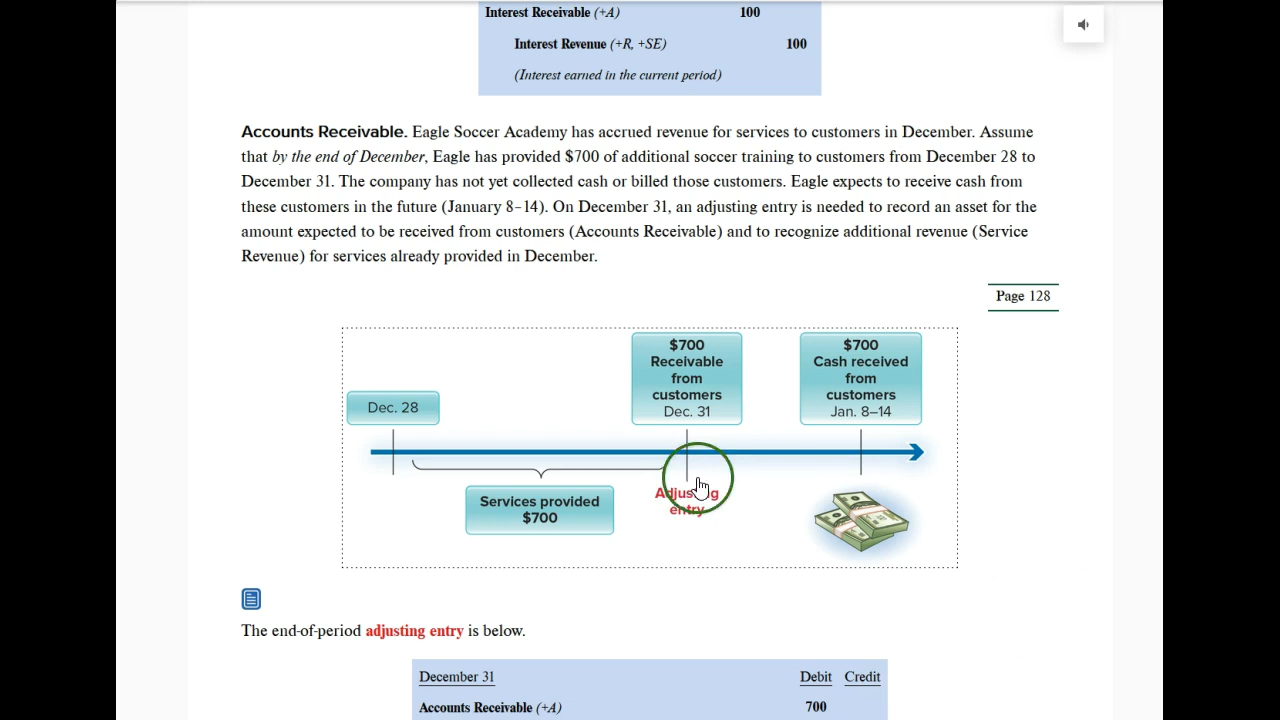 Interest Receivable (+A) 100
Interest Revenue (+R, +SE) 100
(Interest earned in the current period)
Accounts Receivable. Eagle Soccer Academy has accrued revenue for services to customers in December. Assume
that by the end of December, Eagle has provided $700 of additional soccer training to customers from December 28 to
December 31. The company has not yet collected cash or billed those customers. Eagle expects to receive cash from
these customers in the future (January 8–14). On December 31, an adjusting entry is needed to record an asset for the
amount expected to be received from customers (Accounts Receivable) and to recognize additional revenue (Service
Revenue) for services already provided in December.
Page 128
$700
Receivable
from
customers
Dec. 31
$700
Cash received
from
customers
Jan. 8–14
Dec. 28
Services provided
$700
Adjusting
entry
The end-of-period adjusting entry is below.
December 31 Debit Credit
Accounts Receivable (+A) 700